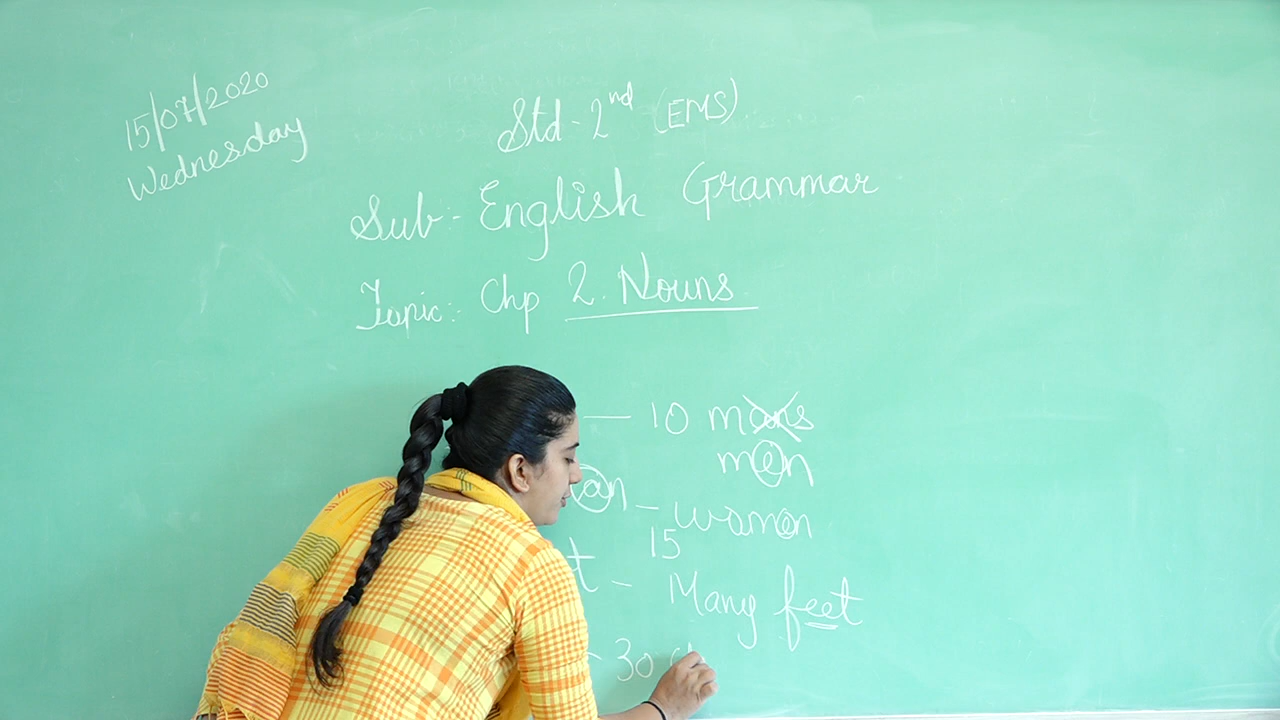 15/07/2020
Wednesday
Std - 2nd (EMS)
Sub:- English Grammar
Topic:- Chp 2. Nouns
— 10 mans
men
an – women
15
t – Many feet
- 30